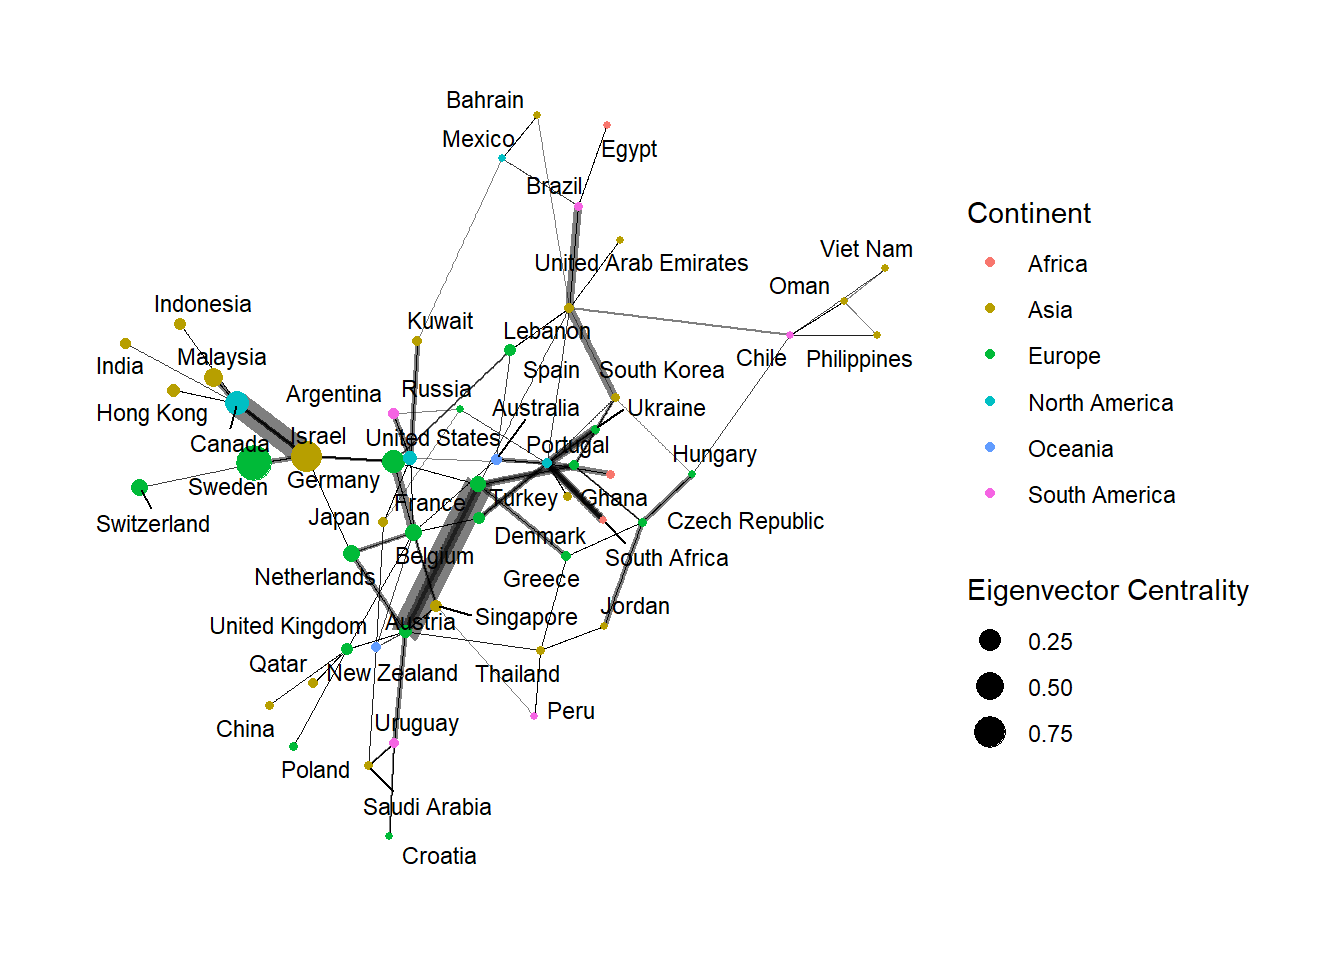 Bahrain
Mexico
Egypt
Brazil
Viet Nam
United Arab Emirates
Oman
Indonesia
Kuwait
Lebanon
India
Malaysia
Chile
Philippines
Spain
South Korea
Argentina
Russia
Hong Kong
Australia
Ukraine
Canada
Israel
United States
Portugal
Hungary
Sweden
Germany
France
Turkey
Ghana
Switzerland
Japan
Czech Republic
Denmark
Belgium
South Africa
Netherlands
Greece
Jordan
Singapore
United Kingdom
Austria
Qatar
New Zealand
Thailand
China
Uruguay
Peru
Poland
Saudi Arabia
Croatia
Continent
Africa
Asia
Europe
North America
Oceania
South America
Eigenvector Centrality
0.25
0.50
0.75